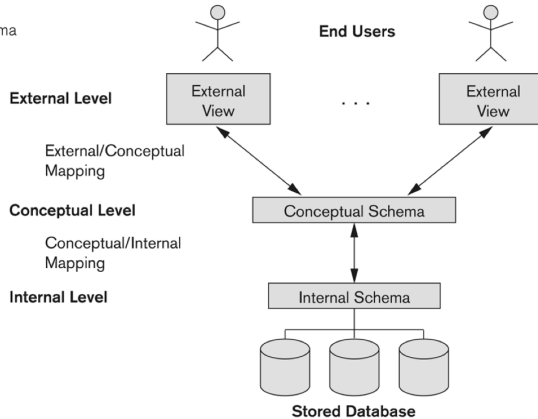 ma
End Users
External Level
External
View
. . .
External
View
External/Conceptual
Mapping
Conceptual Level
Conceptual Schema
Conceptual/Internal
Mapping
Internal Level
Internal Schema
Stored Database